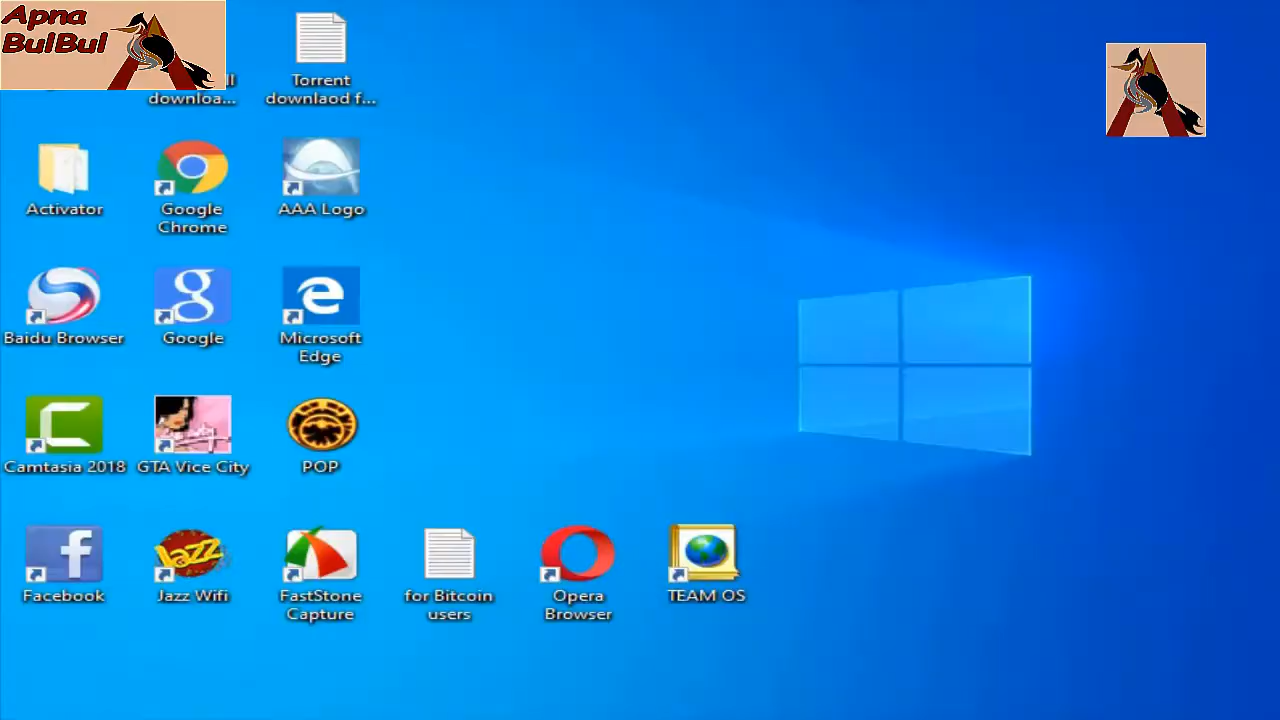 Apna
BulBul
downloa...
Torrent
downlaod f...
Activator
Google
Chrome
AAA Logo
Baidu Browser
Google
Microsoft
Edge
Camtasia 2018
GTA Vice City
POP
Jazz
Facebook
Jazz Wifi
FastStone
Capture
for Bitcoin
users
Opera
Browser
TEAM OS